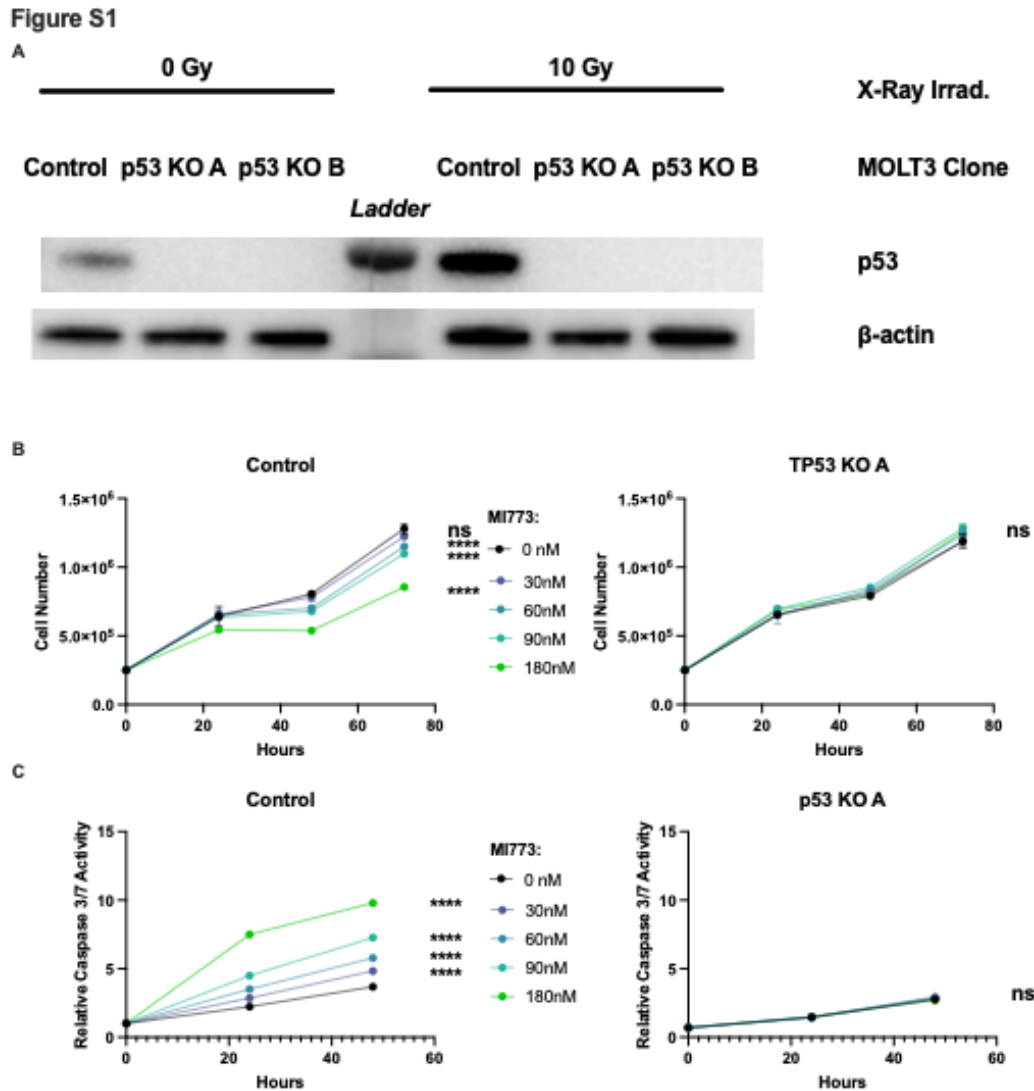 Figure S1
A
0 Gy
10 Gy
X-Ray Irrad.
Control p53 KO A p53 KO B
Control p53 KO A p53 KO B
MOLT3 Clone
Ladder
p53
β-actin
B
Control
1.5×10⁶
1.0×10⁶
5.0×10⁵
0.0
Cell Number
0 20 40 60 80
Hours
ns
****
****
****
MI773:
0 nM
30nM
60nM
90nM
180nM
TP53 KO A
1.5×10⁶
1.0×10⁶
5.0×10⁵
0.0
Cell Number
0 20 40 60 80
Hours
ns
C
Control
15
10
5
0
Relative Caspase 3/7 Activity
0 20 40 60
Hours
****
****
****
****
MI773:
0 nM
30nM
60nM
90nM
180nM
p53 KO A
15
10
5
0
Relative Caspase 3/7 Activity
0 20 40 60
Hours
ns